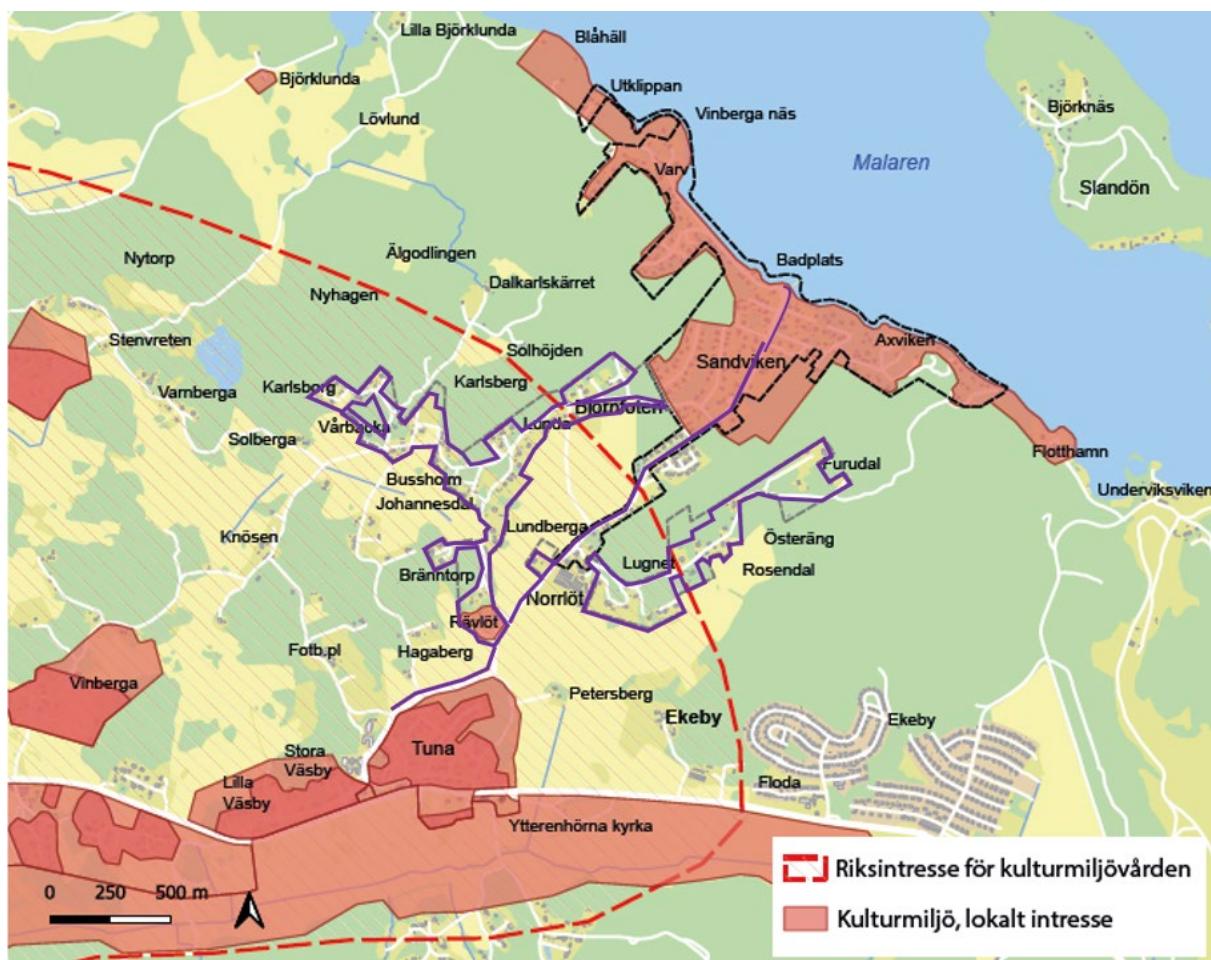 Lilla Björklunda
Blåhäll
Björklunda
Utklippan
Björknäs
Vinberga näs
Lövlund
Malaren
Varv
Slandön
Nytorp
Älgodlingen
Badplats
Dalkarlskärret
Nyhagen
Stenvreten
Solhöjden
Axviken
Sandviken
Karlsborg
Karlsberg
Varnberga
Björnfoten
Vårbacka
Lunda
Solberga
Flotthamn
Furudal
Bussholm
Underviksviken
Johannesdal
Lundberga
Knösen
Österäng
Lugnet
Rosendal
Bränntorp
Norrlöt
Rävlöt
Fotb.pl
Hagaberg
Vinberga
Petersberg
Ekeby
Ekeby
Stora
Väsby
Tuna
Lilla
Väsby
Floda
Ytterenhörna kyrka
0 250 500 m
Riksintresse för kulturmiljövården
Kulturmiljö, lokalt intresse